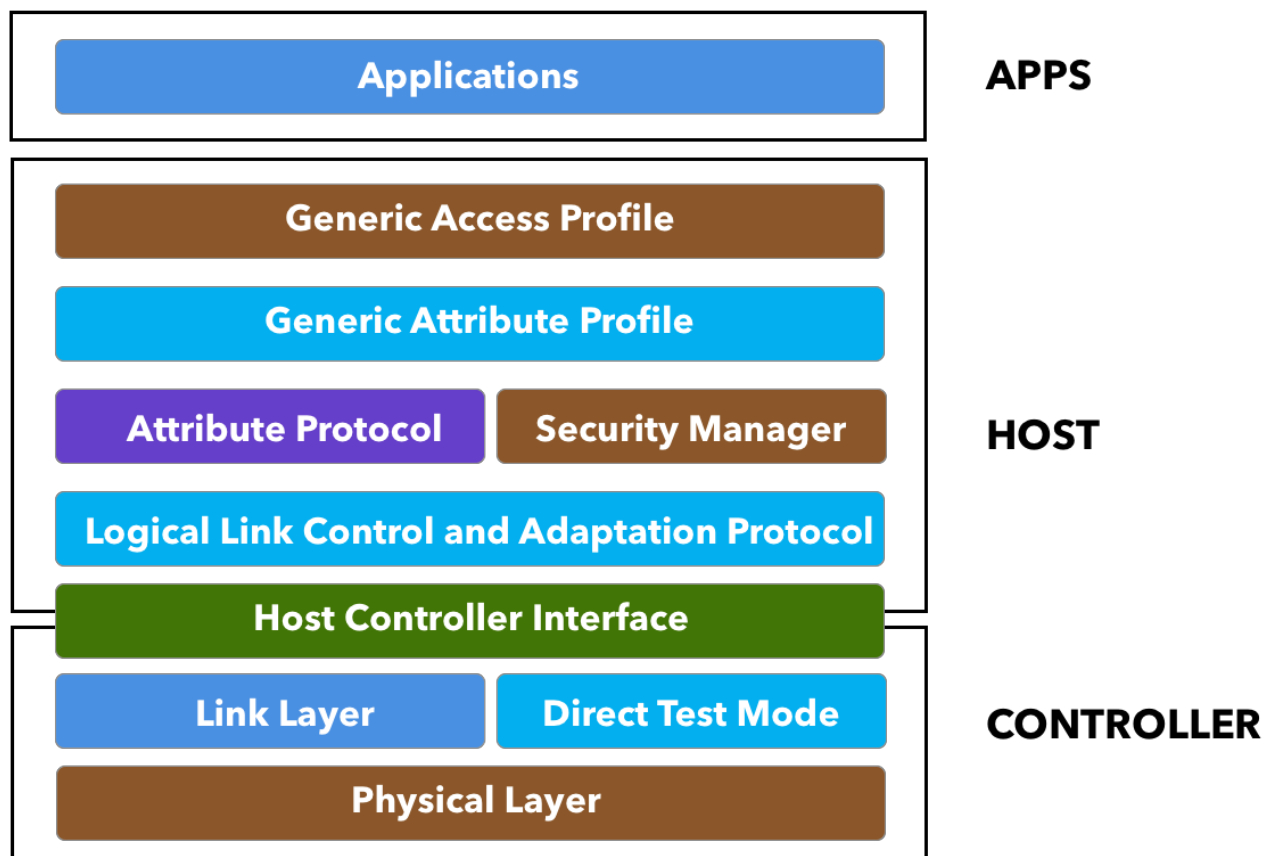 Applications
APPS
Generic Access Profile
Generic Attribute Profile
Attribute Protocol
Security Manager
HOST
Logical Link Control and Adaptation Protocol
Host Controller Interface
Link Layer
Direct Test Mode
CONTROLLER
Physical Layer